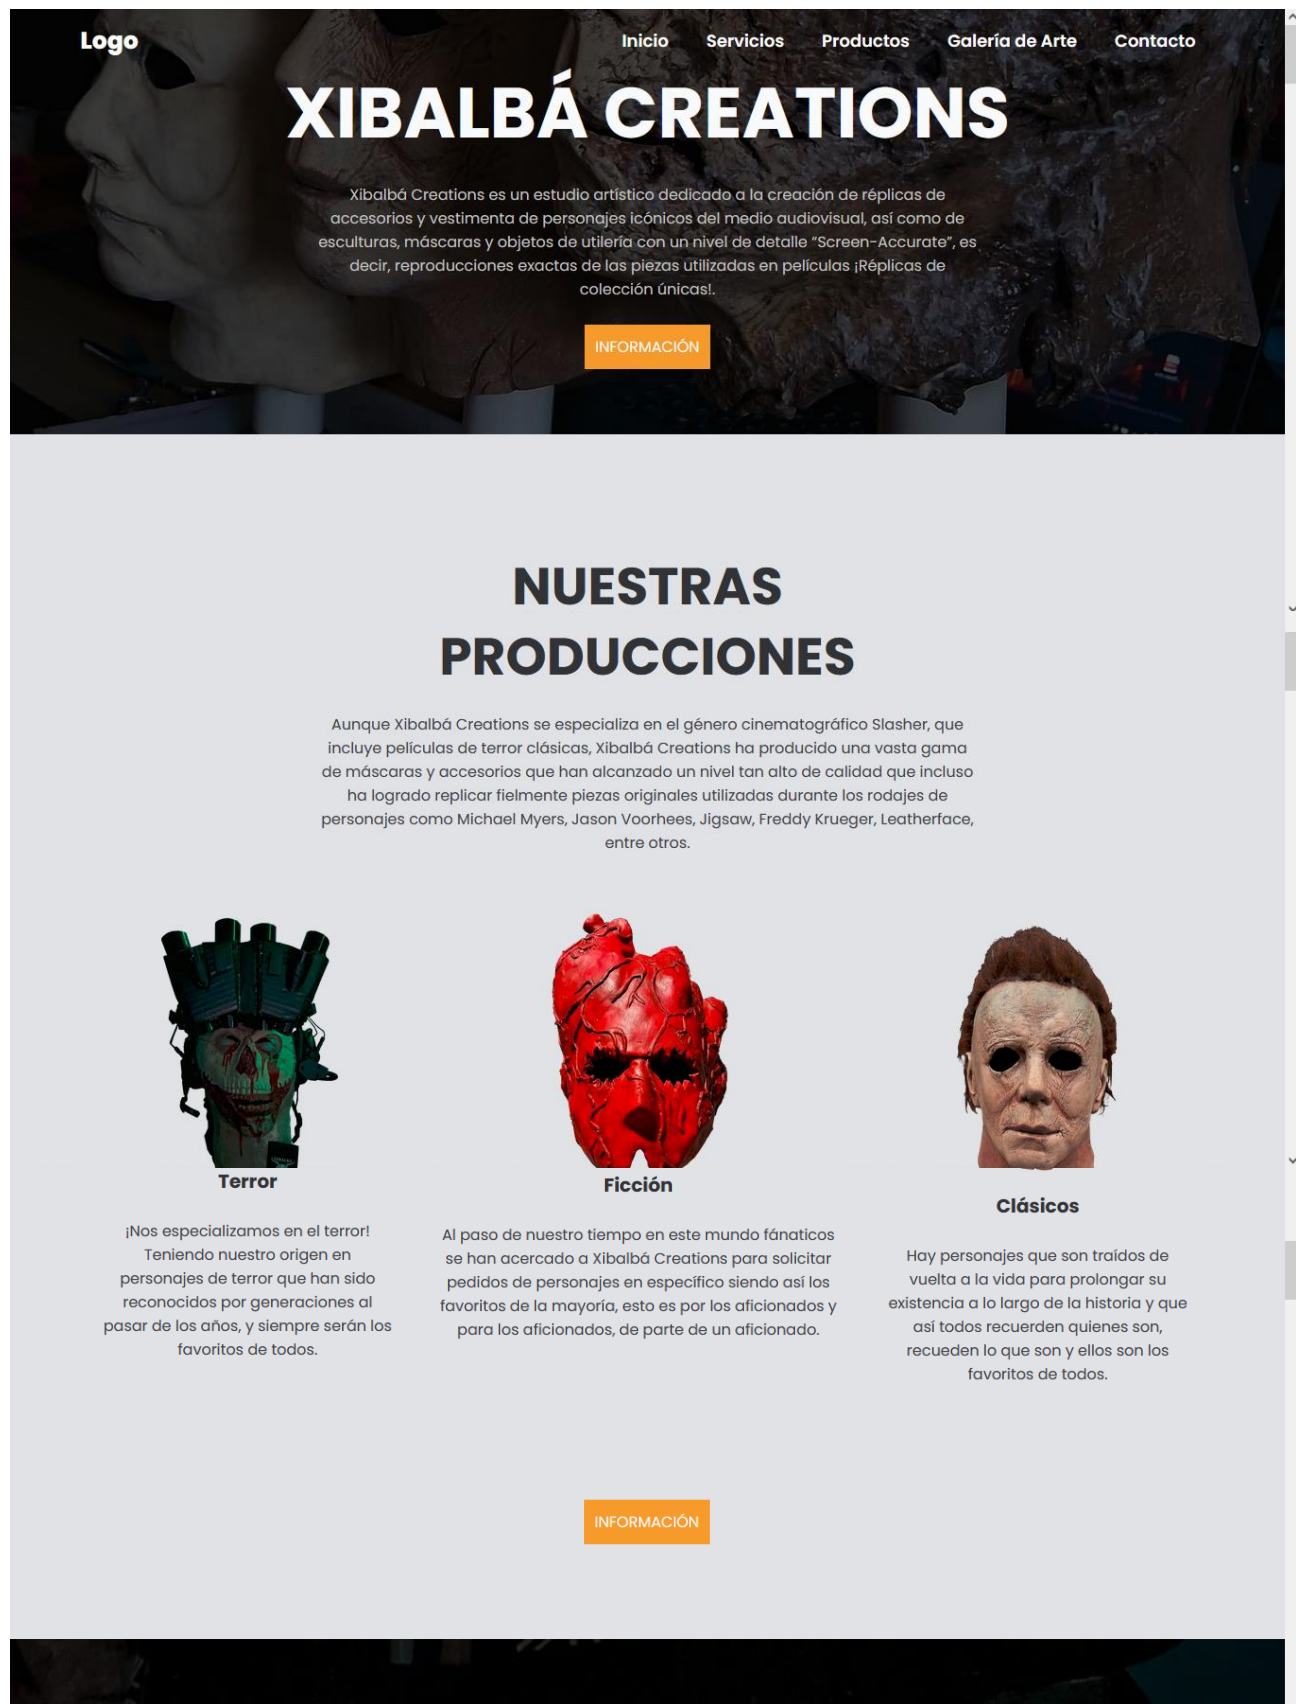 Logo
Inicio Servicios Productos Galería de Arte Contacto
XIBALBÁ CREATIONS
Xibalbá Creations es un estudio artístico dedicado a la creación de réplicas de
accesorios y vestimenta de personajes icónicos del medio audiovisual, así como de
esculturas, máscaras y objetos de utilería con un nivel de detalle “Screen-Accurate”, es
decir, reproducciones exactas de las piezas utilizadas en películas ¡Réplicas de
colección únicas!.
INFORMACIÓN
NUESTRAS
PRODUCCIONES
Aunque Xibalbá Creations se especializa en el género cinematográfico Slasher, que
incluye películas de terror clásicas, Xibalbá Creations ha producido una vasta gama
de máscaras y accesorios que han alcanzado un nivel tan alto de calidad que incluso
ha logrado replicar fielmente piezas originales utilizadas durante los rodajes de
personajes como Michael Myers, Jason Voorhees, Jigsaw, Freddy Krueger, Leatherface,
entre otros.
Terror
¡Nos especializamos en el terror!
Teniendo nuestro origen en
personajes de terror que han sido
reconocidos por generaciones al
pasar de los años, y siempre serán los
favoritos de todos.
Ficción
Al paso de nuestro tiempo en este mundo fánaticos
se han acercado a Xibalbá Creations para solicitar
pedidos de personajes en específico siendo así los
favoritos de la mayoría, esto es por los aficionados y
para los aficionados, de parte de un aficionado.
Clásicos
Hay personajes que son traídos de
vuelta a la vida para prolongar su
existencia a lo largo de la historia y que
así todos recuerden quienes son,
recueden lo que son y ellos son los
favoritos de todos.
INFORMACIÓN